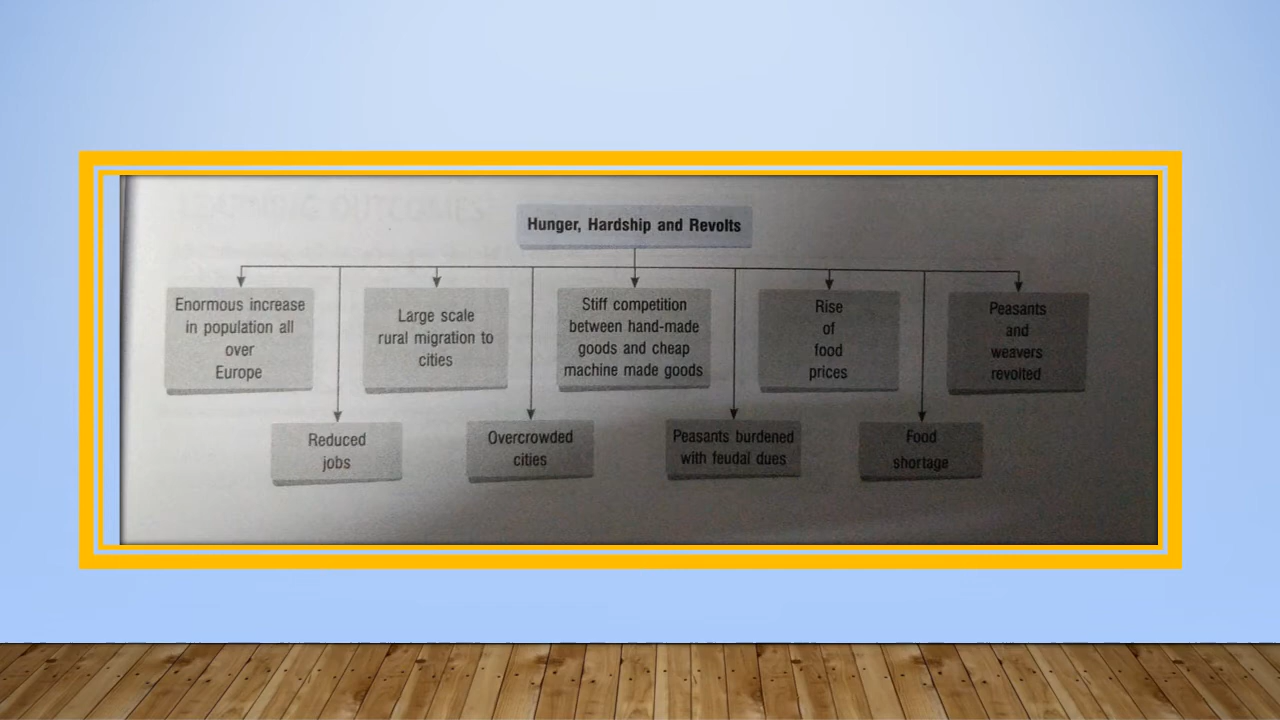 Hunger, Hardship and Revolts
Enormous increase
in population all
over
Europe
Large scale
rural migration to
cities
Stiff competition
between hand-made
goods and cheap
machine made goods
Rise
of
food
prices
Peasants
and
weavers
revolted
Reduced
jobs
Overcrowded
cities
Peasants burdened
with feudal dues
Food
shortage